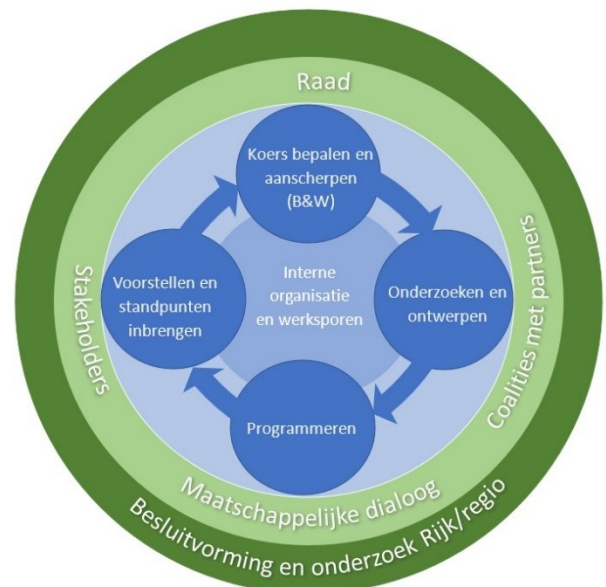 Raad
Koers bepalen en
aanscherpen
(B&W)
Voorstellen en
standpunten
inbrengen
Interne
organisatie
en werksporen
Onderzoeken en
ontwerpen
Programmeren
Stakeholders
Coalities met partners
Maatschappelijke dialoog
Besluitvorming en onderzoek Rijk/regio